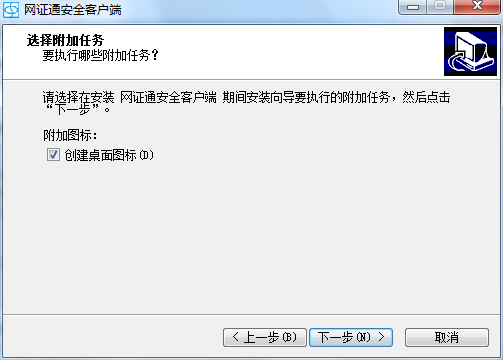 网证通安全客户端
选择附加任务
要执行哪些附加任务？
请选择在安装 网证通安全客户端 期间安装向导要执行的附加任务，然后点击
“下一步”。
附加图标：
创建桌面图标(D)
< 上一步(B)
下一步(N) >
取消